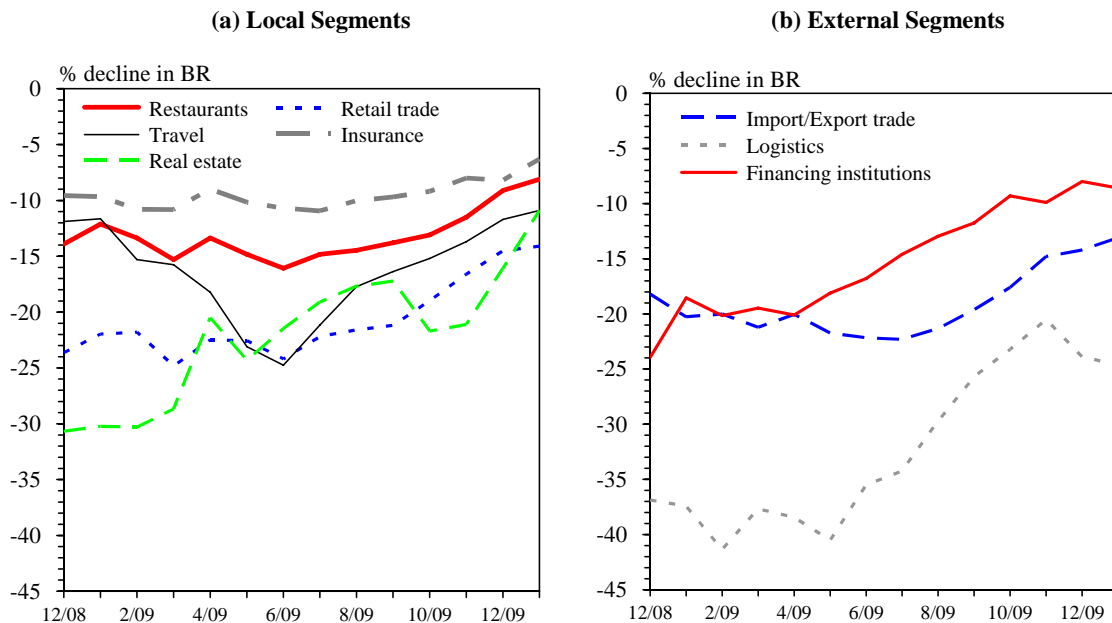 (a) Local Segments
% decline in BR
0
-5
-10
-15
-20
-25
-30
-35
-40
-45
Restaurants
Retail trade
Travel
Insurance
Real estate
12/08
2/09
4/09
6/09
8/09
10/09
12/09
(b) External Segments
% decline in BR
0
-5
-10
-15
-20
-25
-30
-35
-40
-45
Import/Export trade
Logistics
Financing institutions
12/08
2/09
4/09
6/09
8/09
10/09
12/09